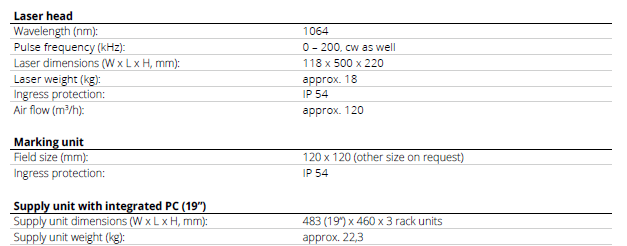 Laser head
Wavelength (nm): 1064
Pulse frequency (kHz): 0 – 200, cw as well
Laser dimensions (W x L x H, mm): 118 x 500 x 220
Laser weight (kg): approx. 18
Ingress protection: IP 54
Air flow (m³/h): approx. 120
Marking unit
Field size (mm): 120 x 120 (other size on request)
Ingress protection: IP 54
Supply unit with integrated PC (19”)
Supply unit dimensions (W x L x H, mm): 483 (19”) x 460 x 3 rack units
Supply unit weight (kg): approx. 22,3